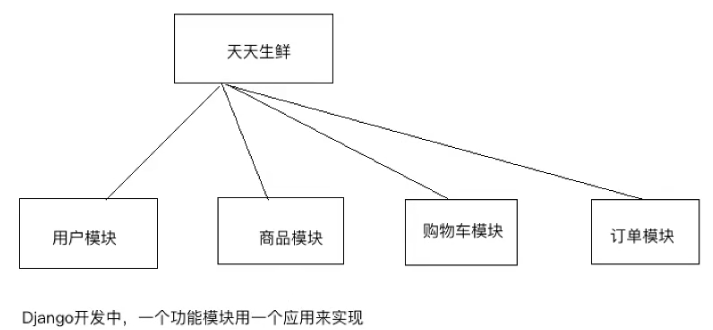 天天生鲜
用户模块
商品模块
购物车模块
订单模块
Django开发中，一个功能模块用一个应用来实现